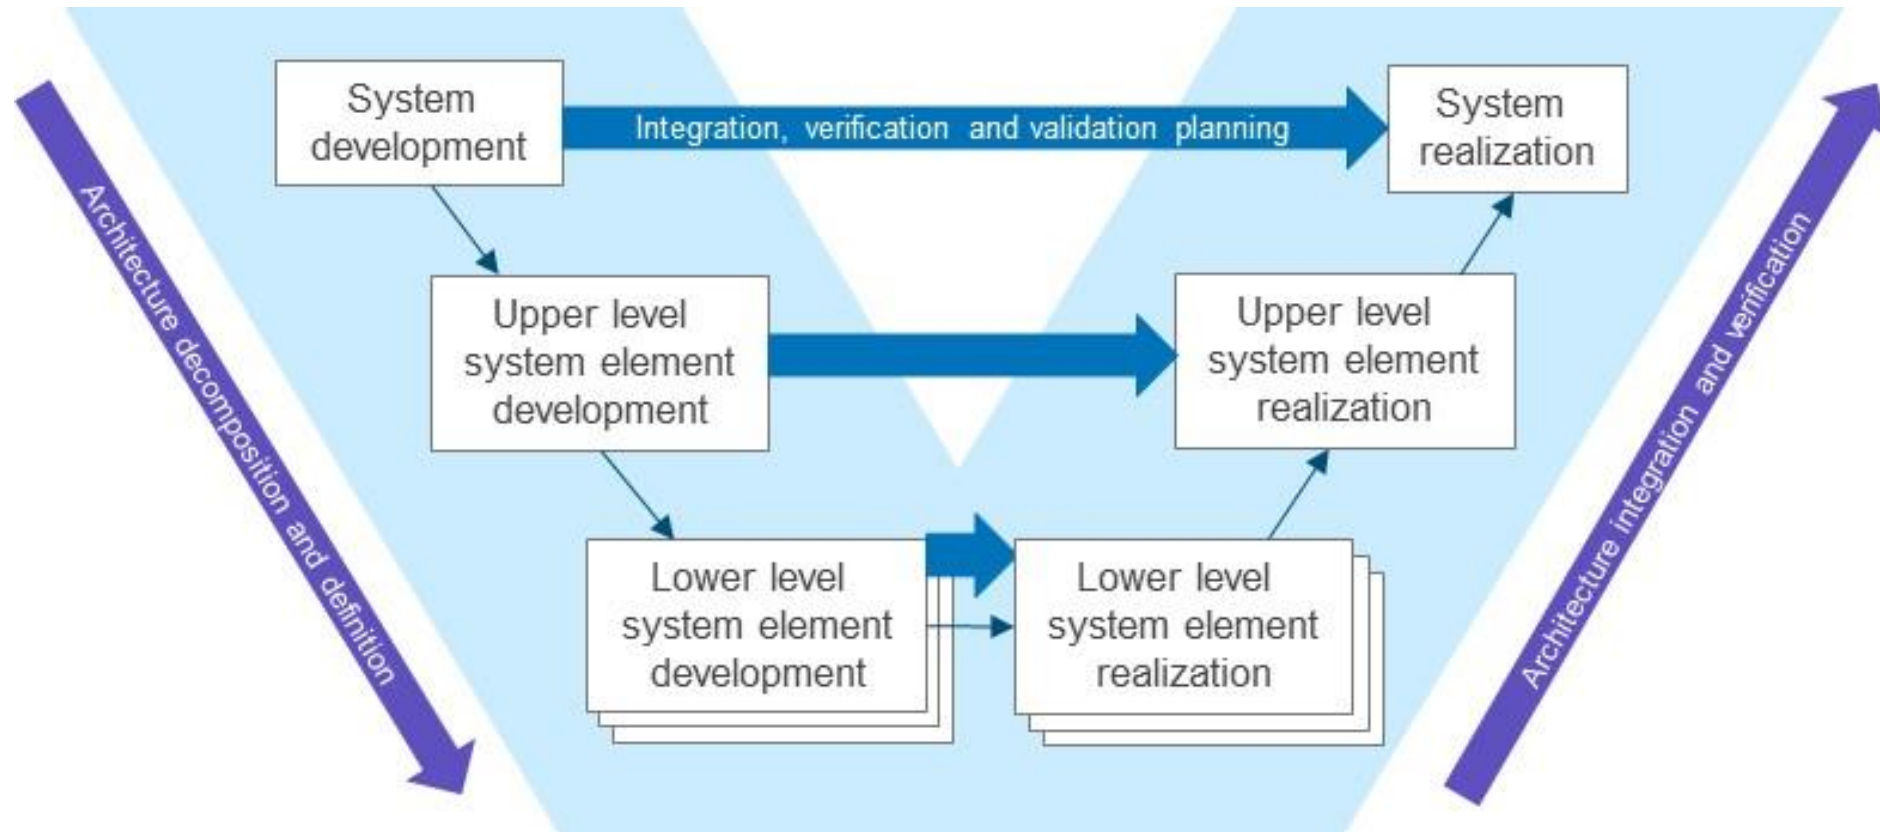 System
development
Integration, verification and validation planning
System
realization
Architecture decomposition and definition
Upper level
system element
development
Upper level
system element
realization
Architecture integration and verification
Lower level
system element
development
Lower level
system element
realization